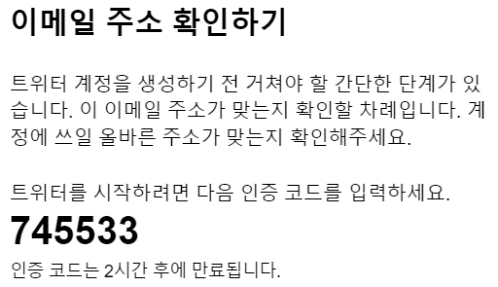 이메일 주소 확인하기
트위터 계정을 생성하기 전 거쳐야 할 간단한 단계가 있
습니다. 이 이메일 주소가 맞는지 확인할 차례입니다. 계
정에 쓰일 올바른 주소가 맞는지 확인해주세요.
트위터를 시작하려면 다음 인증 코드를 입력하세요.
745533
인증 코드는 2시간 후에 만료됩니다.